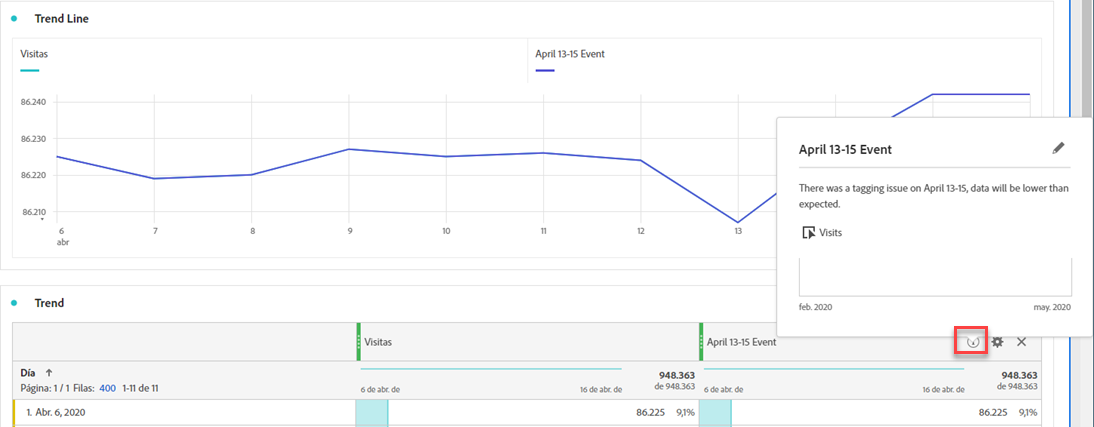 Trend Line
Visitas
April 13-15 Event
86.240
86.230
86.220
86.210
6
abr
7
8
9
10
11
12
13
April 13-15 Event
There was a tagging issue on April 13-15, data will be lower than
expected.
Visits
feb. 2020
may. 2020
Trend
Visitas
April 13-15 Event
Día
Página: 1 / 1 Filas: 400 1-11 de 11
6 de abr. de
16 de abr. de
948.363
de 948.363
6 de abr. de
16 de abr. de
948.363
de 948.363
1. Abr. 6, 2020
86.225 9,1%
86.225 9,1%